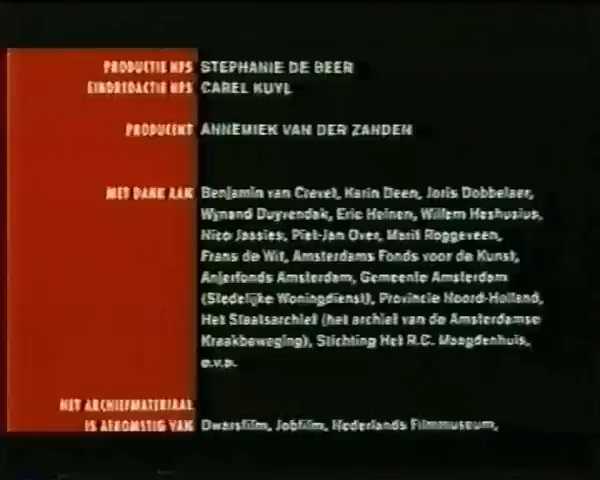 PRODUCTIE NPS STEPHANIE DE BEER
EINDREDACTIE NPS CAREL KUYL
PRODUCENT ANNEMIEK VAN DER ZANDEN
MET DANK AAN Benjamin van Crevel, Karin Deen, Joris Dobbelaer,
Wijnand Duyvendak, Eric Heinen, Willem Heshusius,
Nico Jassies, Piet-Jan Over, Marit Roggeveen,
Frans de Wit, Amsterdams Fonds voor de Kunst,
Anjerfonds Amsterdam, Gemeente Amsterdam
(Stedelijke Woningdienst), Provincie Noord-Holland,
Het Staatsarchief (het archief van de Amsterdamse
Kraakbeweging), Stichting Het R.C. Maagdenhuis,
e.v.a.
HET ARCHIEFMATERIAAL
IS AFKOMSTIG VAN Dwarsfilm, Jobfilm, Nederlands Filmmuseum,